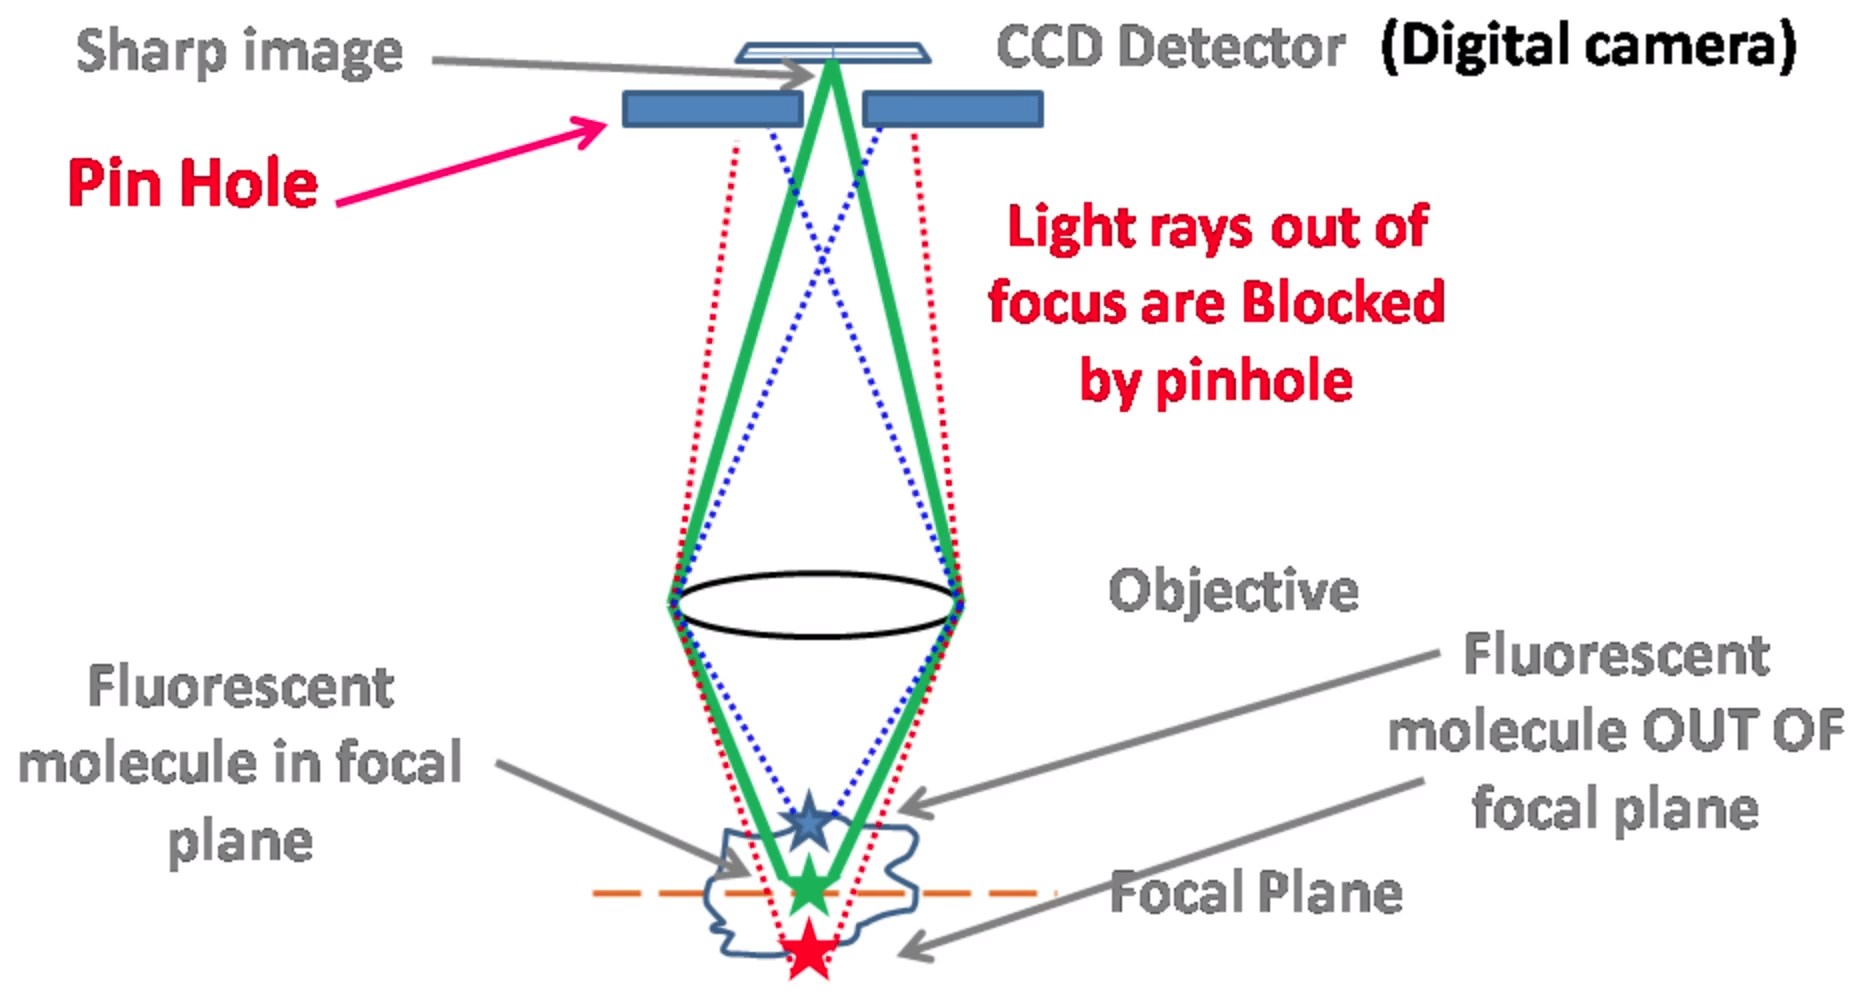 Sharp image
CCD Detector (Digital camera)
Pin Hole
Light rays out of
focus are Blocked
by pinhole
Objective
Fluorescent
molecule in focal
plane
Fluorescent
molecule OUT OF
focal plane
Focal Plane